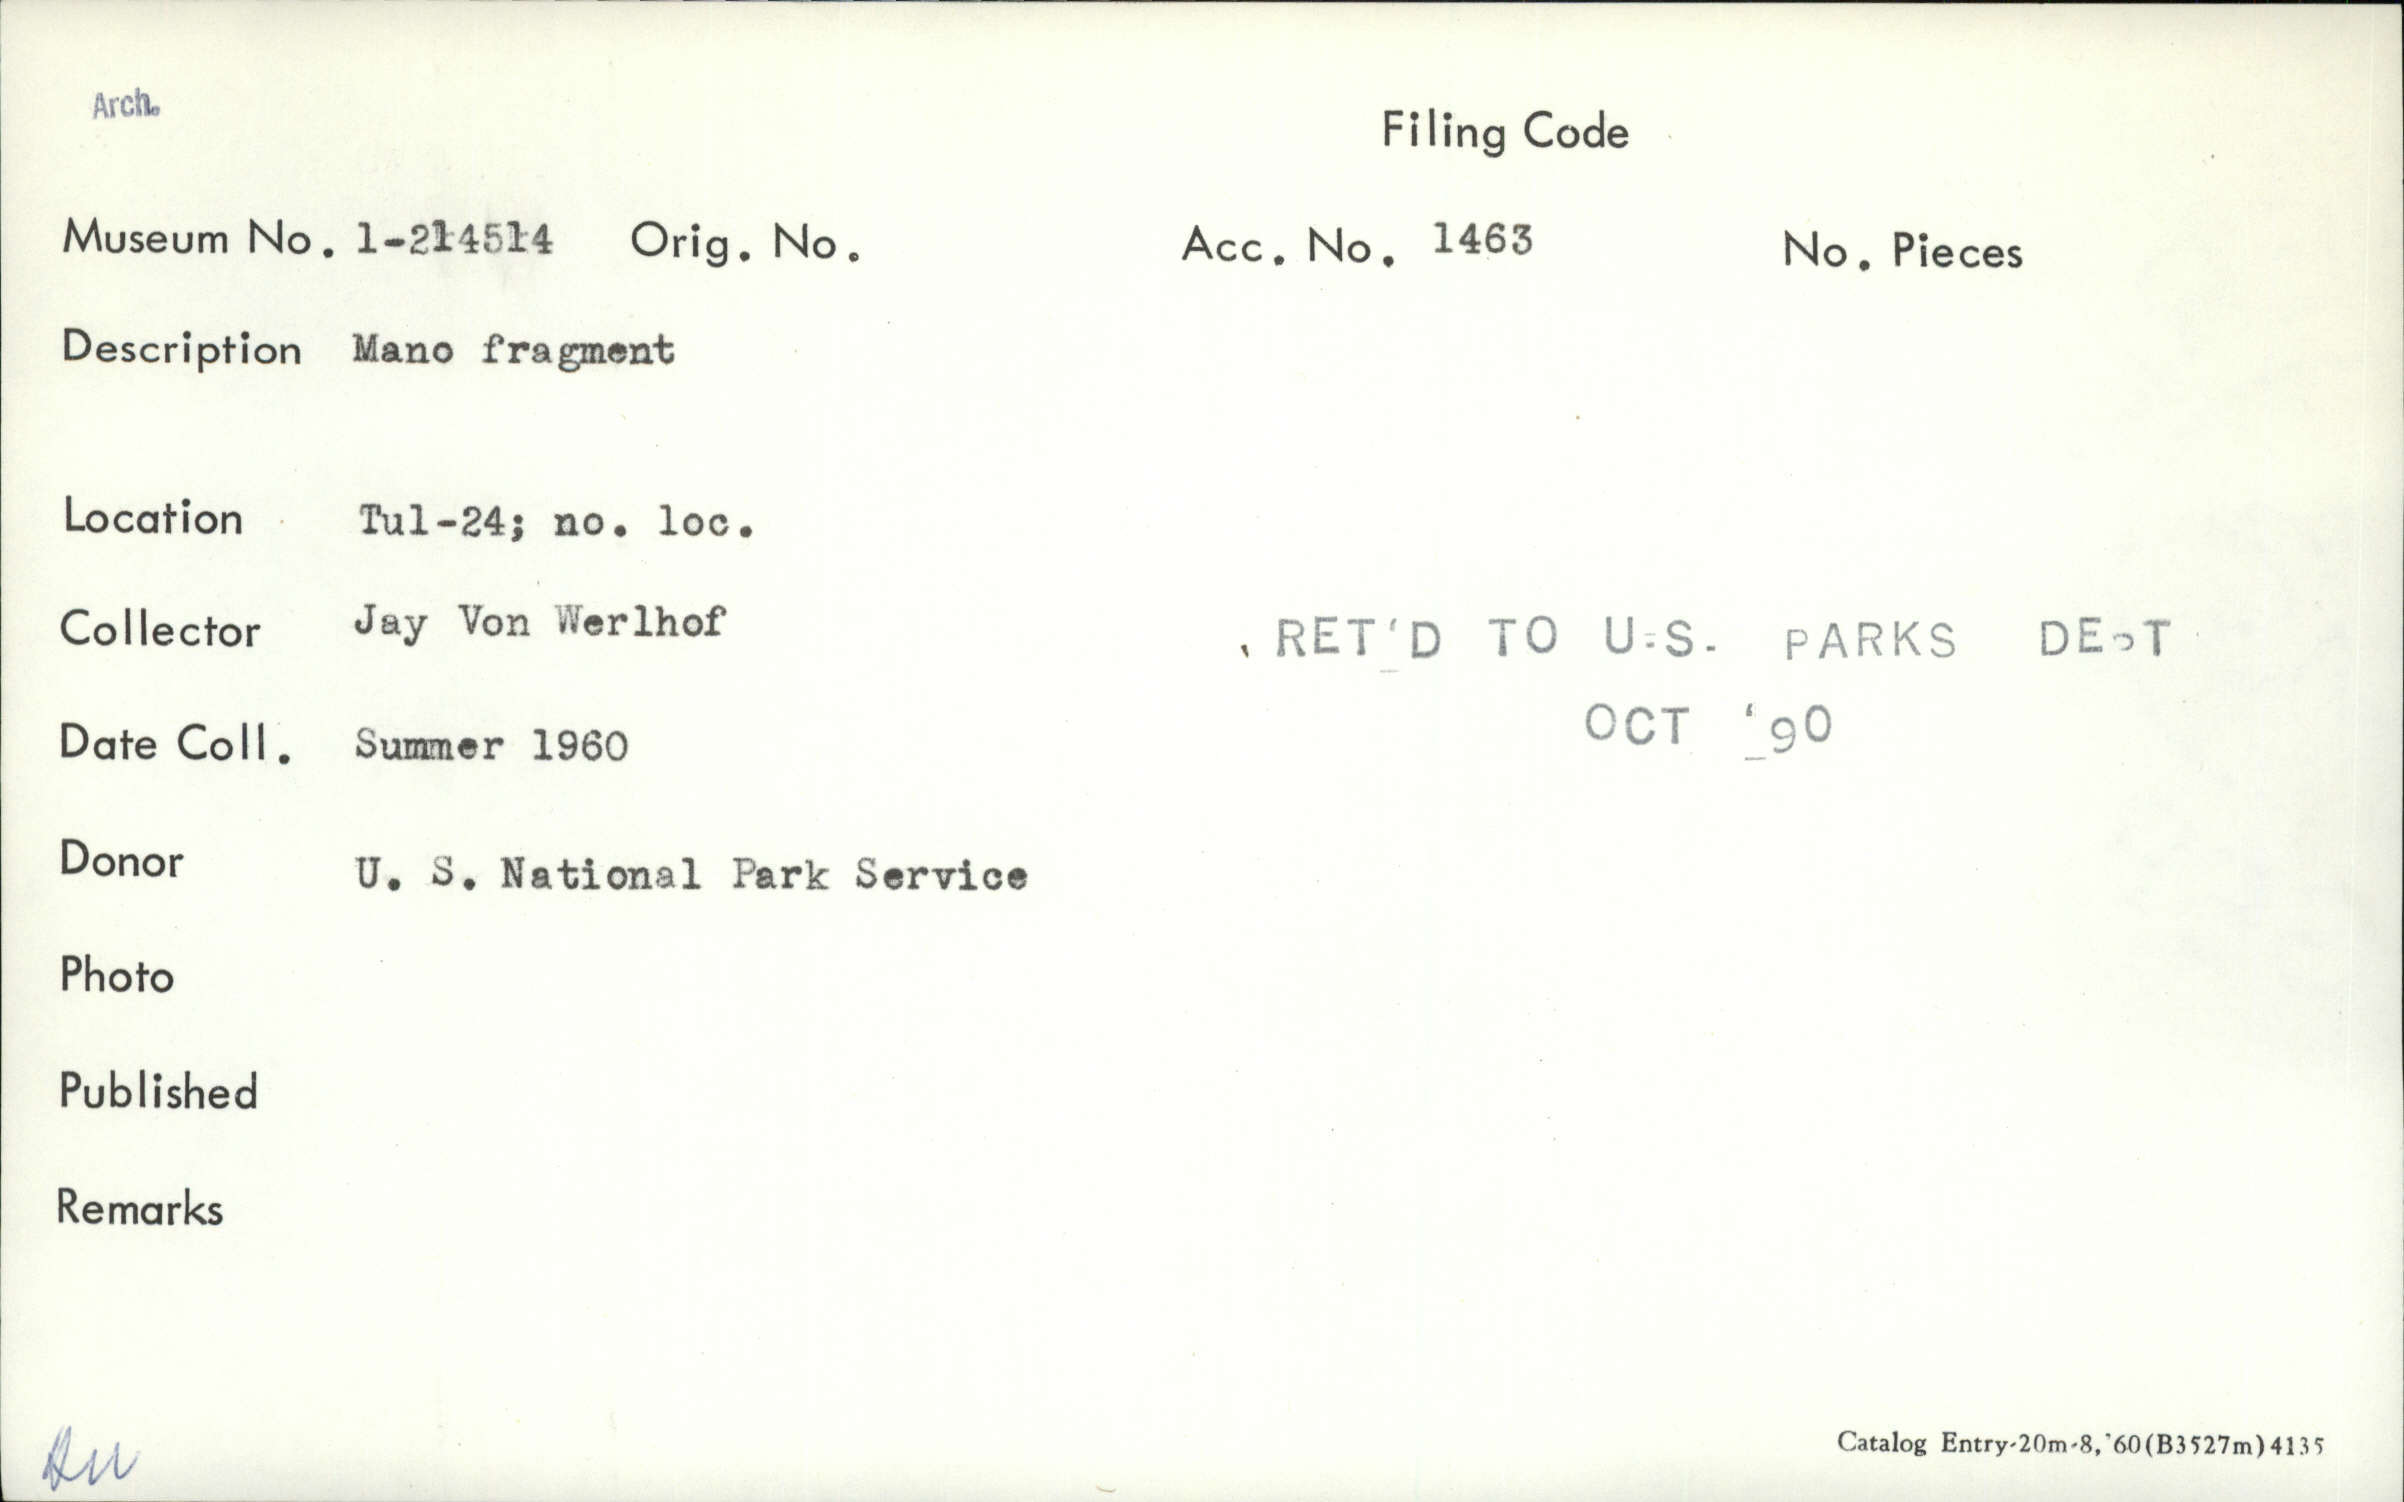 Arch.
Filing Code
Museum No. 1-214514 Orig. No. Acc. No. 1463 No. Pieces
Description Mano fragment
Location Tul-24; no. loc.
Collector Jay Von Werlhof
RET'D TO U.S. PARKS DEPT
Date Coll. Summer 1960
OCT '90
Donor U. S. National Park Service
Photo
Published
Remarks
Catalog Entry-20m-8,'60(B3527m)4135